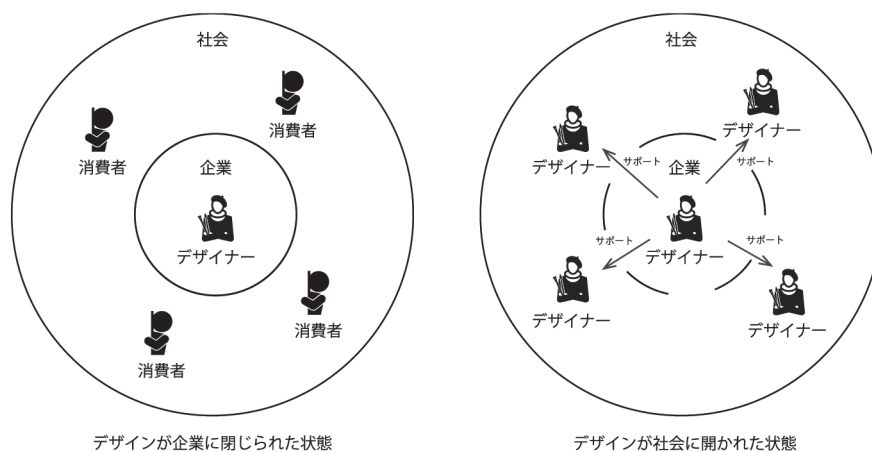 社会
消費者
消費者
企業
デザイナー
消費者
消費者
デザインが企業に閉じられた状態
社会
デザイナー
デザイナー
サポート
企業
サポート
サポート
デザイナー
サポート
デザイナー
デザイナー
デザインが社会に開かれた状態